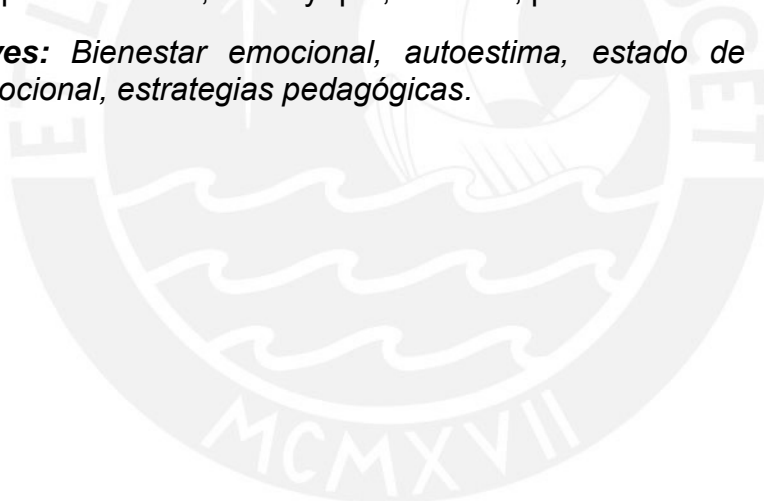 ves: Bienestar emocional, autoestima, estado de
ocional, estrategias pedagógicas.
MCMXVII